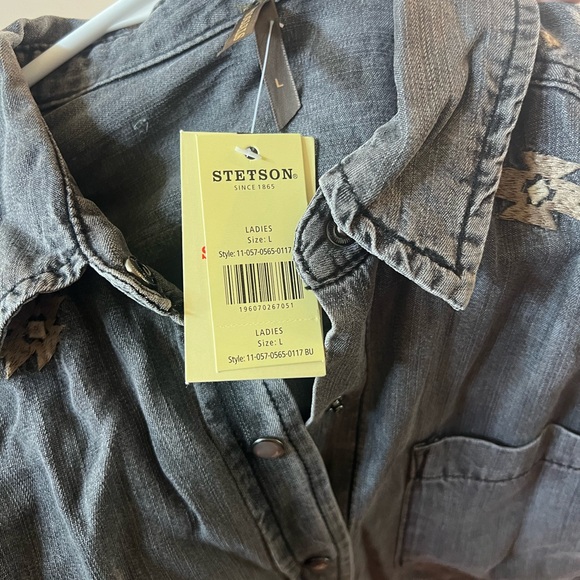 L
STETSON®
SINCE 1865
LADIES
Size: L
Style: 11-057-0565-0117
196070267051
LADIES
Size: L
Style: 11-057-0565-0117 BU